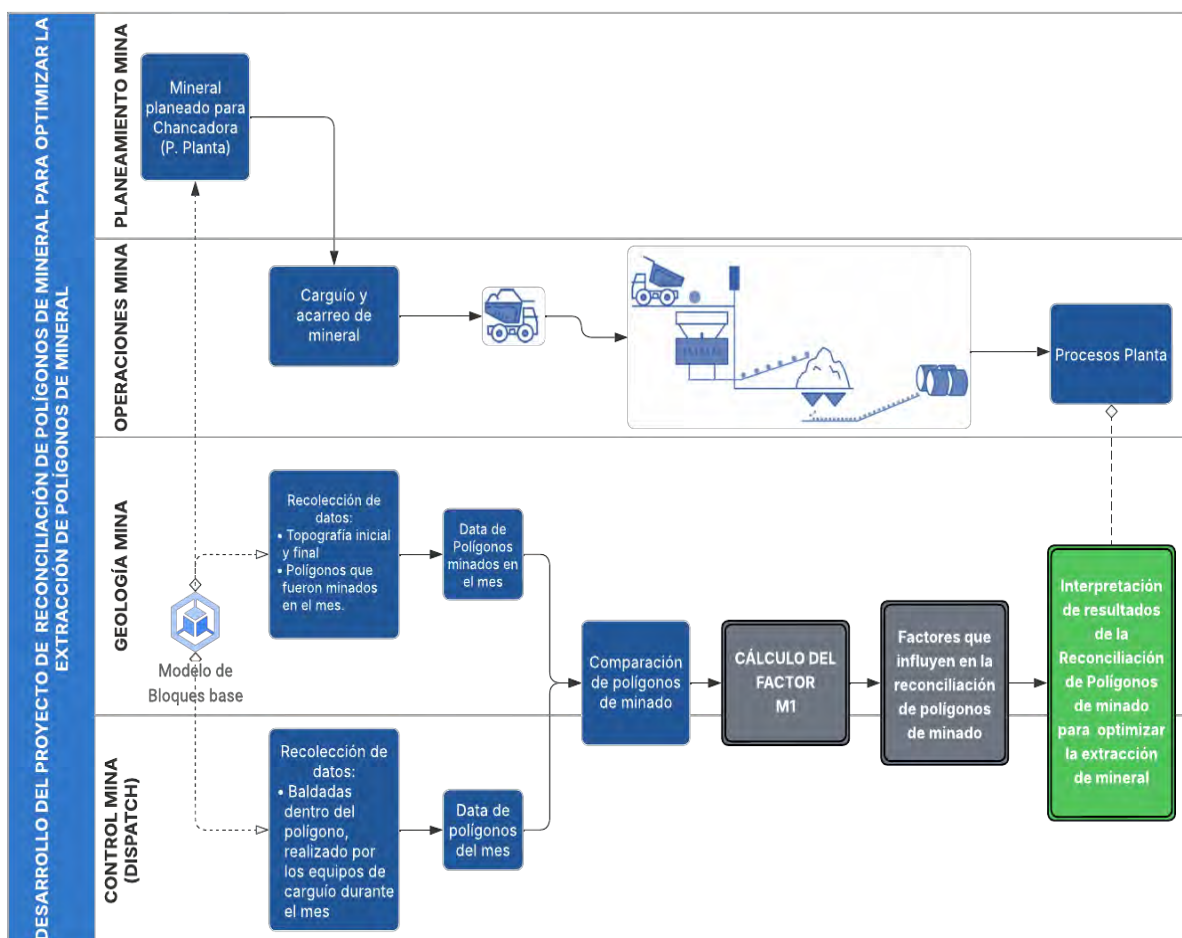 DESARROLLO DEL PROYECTO DE RECONCILIACIÓN DE POLÍGONOS DE MINERAL PARA OPTIMIZAR LA
EXTRACCIÓN DE POLÍGONOS DE MINERAL
PLANEAMIENTO MINA
Mineral
planeado para
Chancadora
(P. Planta)
OPERACIONES MINA
Carguío y
acarreo de
mineral
Procesos Planta
GEOLOGÍA MINA
Modelo de
Bloques base
Recolección de
datos:
• Topografía inicial
y final
• Polígonos que
fueron minados
en el mes.
Data de
Polígonos
minados en
el mes
Comparación
de polígonos
de minado
CÁLCULO DEL
FACTOR
M1
Factores que
influyen en la
reconciliación
de polígonos
de minado
Interpretación
de resultados
de la
Reconciliación
de Polígonos
de minado
para optimizar
la extracción
de mineral
CONTROL MINA
(DISPATCH)
Recolección de
datos:
• Baldadas
dentro del
polígono,
realizado por
los equipos de
carguío durante
el mes
Data de
polígonos
del mes